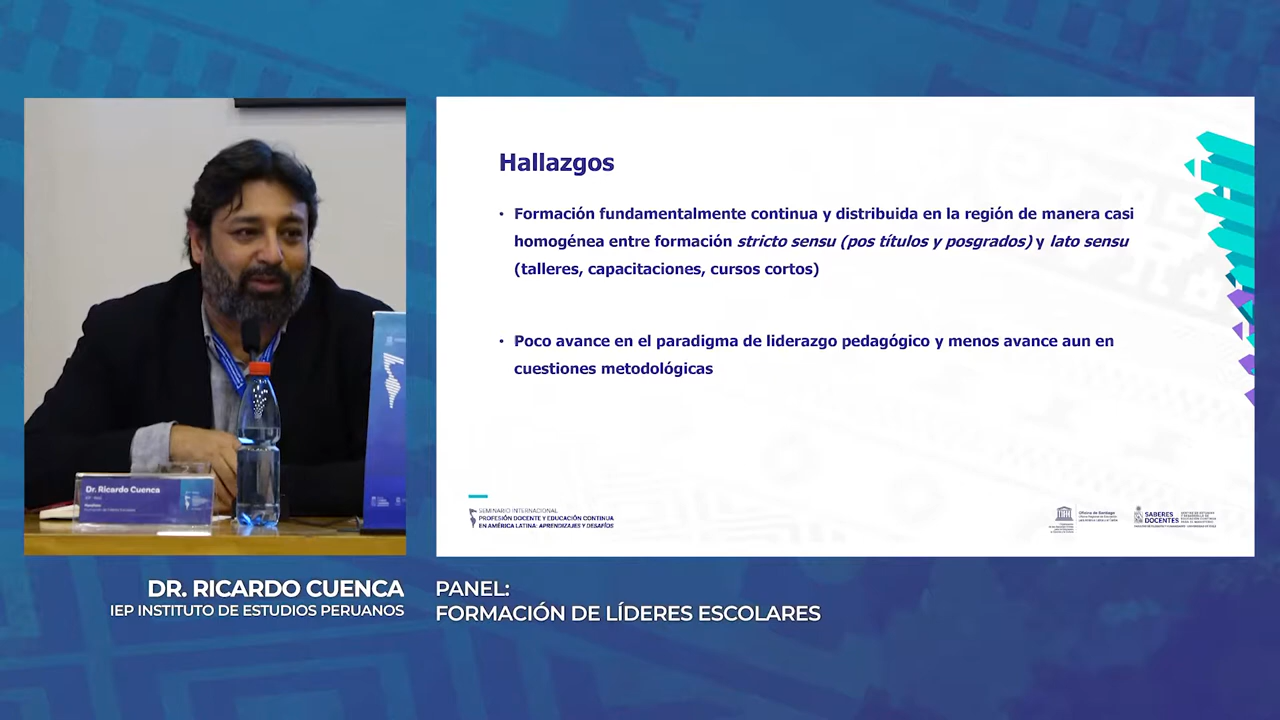 Hallazgos
• Formación fundamentalmente continua y distribuida en la región de manera casi
homogénea entre formación stricto sensu (pos títulos y posgrados) y lato sensu
(talleres, capacitaciones, cursos cortos)
• Poco avance en el paradigma de liderazgo pedagógico y menos avance aun en
cuestiones metodológicas
SEMINARIO INTERNACIONAL
PROFESIÓN DOCENTE Y EDUCACIÓN CONTINUA
EN AMÉRICA LATINA: APRENDIZAJES Y DESAFÍOS
Oficina de Santiago
SABERES
DOCENTES
Dr. Ricardo Cuenca
DR. RICARDO CUENCA
IEP INSTITUTO DE ESTUDIOS PERUANOS
PANEL:
FORMACIÓN DE LÍDERES ESCOLARES